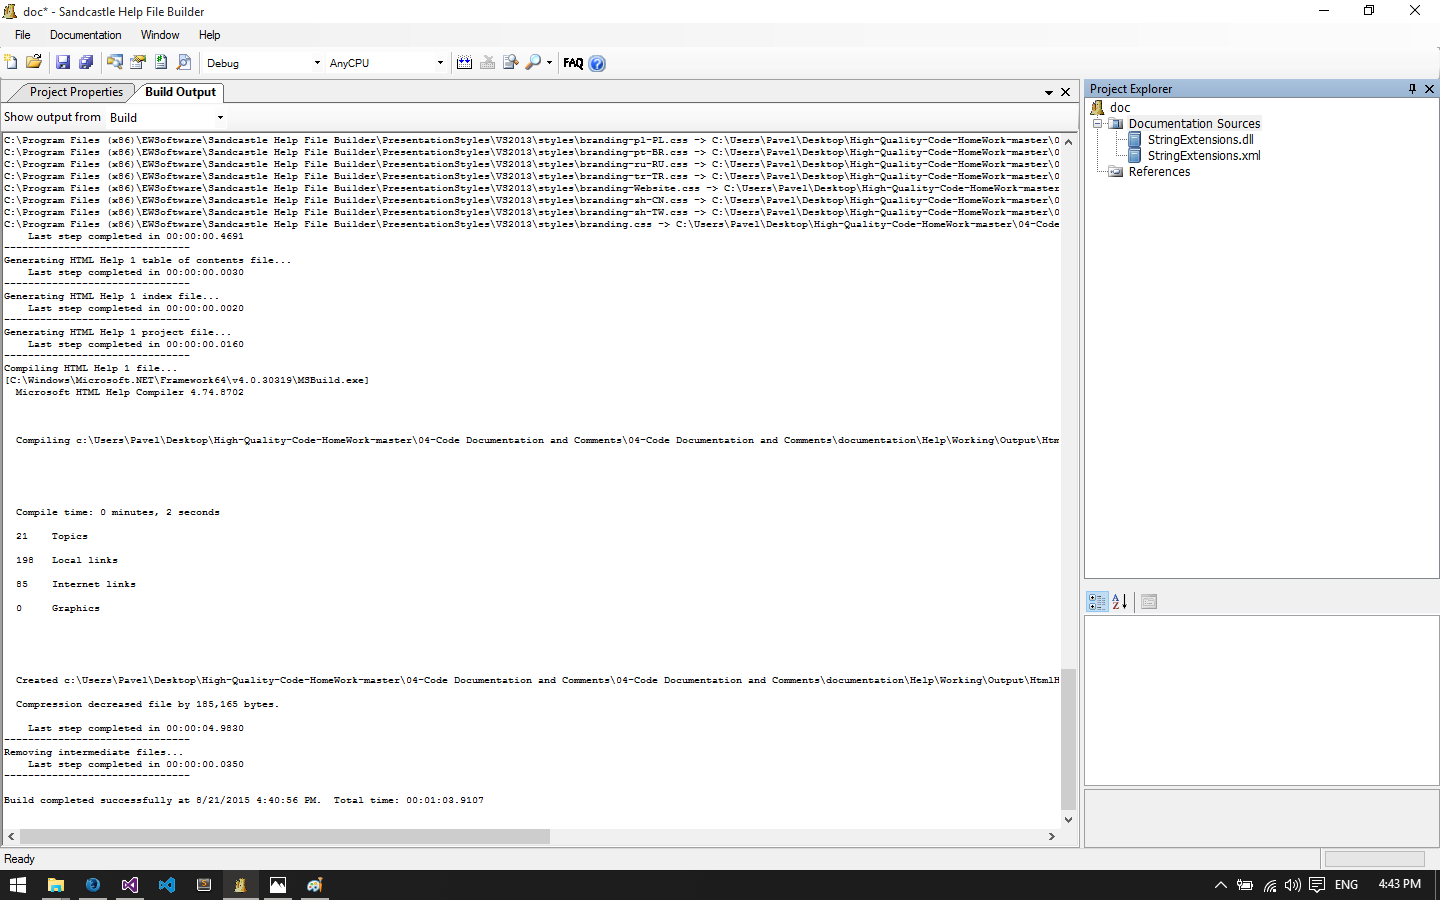 doc* - Sandcastle Help File Builder
File Documentation Window Help
Debug AnyCPU FAQ
Project Properties Build Output
Show output from Build
C:\Program Files (x86)\EWSoftware\Sandcastle Help File Builder\PresentationStyles\VS2013\styles\branding-pl-PL.css -> C:\Users\Pavel\Desktop\High-Quality-Code-HomeWork-master\0
C:\Program Files (x86)\EWSoftware\Sandcastle Help File Builder\PresentationStyles\VS2013\styles\branding-pt-BR.css -> C:\Users\Pavel\Desktop\High-Quality-Code-HomeWork-master\0
C:\Program Files (x86)\EWSoftware\Sandcastle Help File Builder\PresentationStyles\VS2013\styles\branding-ru-RU.css -> C:\Users\Pavel\Desktop\High-Quality-Code-HomeWork-master\0
C:\Program Files (x86)\EWSoftware\Sandcastle Help File Builder\PresentationStyles\VS2013\styles\branding-tr-TR.css -> C:\Users\Pavel\Desktop\High-Quality-Code-HomeWork-master\0
C:\Program Files (x86)\EWSoftware\Sandcastle Help File Builder\PresentationStyles\VS2013\styles\branding-Website.css -> C:\Users\Pavel\Desktop\High-Quality-Code-HomeWork-master
C:\Program Files (x86)\EWSoftware\Sandcastle Help File Builder\PresentationStyles\VS2013\styles\branding-zh-CN.css -> C:\Users\Pavel\Desktop\High-Quality-Code-HomeWork-master\0
C:\Program Files (x86)\EWSoftware\Sandcastle Help File Builder\PresentationStyles\VS2013\styles\branding-zh-TW.css -> C:\Users\Pavel\Desktop\High-Quality-Code-HomeWork-master\0
C:\Program Files (x86)\EWSoftware\Sandcastle Help File Builder\PresentationStyles\VS2013\styles\branding.css -> C:\Users\Pavel\Desktop\High-Quality-Code-HomeWork-master\04-Code
Last step completed in 00:00:00.4691
-------------------------------
Generating HTML Help 1 table of contents file...
Last step completed in 00:00:00.0030
-------------------------------
Generating HTML Help 1 index file...
Last step completed in 00:00:00.0020
-------------------------------
Generating HTML Help 1 project file...
Last step completed in 00:00:00.0160
-------------------------------
Compiling HTML Help 1 file...
[C:\Windows\Microsoft.NET\Framework64\v4.0.30319\MSBuild.exe]
Microsoft HTML Help Compiler 4.74.8702
Compiling c:\Users\Pavel\Desktop\High-Quality-Code-HomeWork-master\04-Code Documentation and Comments\04-Code Documentation and Comments\documentation\Help\Working\Output\Htm
Compile time: 0 minutes, 2 seconds
21 Topics
198 Local links
85 Internet links
0 Graphics
Created c:\Users\Pavel\Desktop\High-Quality-Code-HomeWork-master\04-Code Documentation and Comments\04-Code Documentation and Comments\documentation\Help\Working\Output\HtmlH
Compression decreased file by 185,165 bytes.
Last step completed in 00:00:04.9830
-------------------------------
Removing intermediate files...
Last step completed in 00:00:00.0350
-------------------------------
Build completed successfully at 8/21/2015 4:40:56 PM.  Total time: 00:01:03.9107
Project Explorer
doc
Documentation Sources
StringExtensions.dll
StringExtensions.xml
References
Ready
ENG 4:43 PM